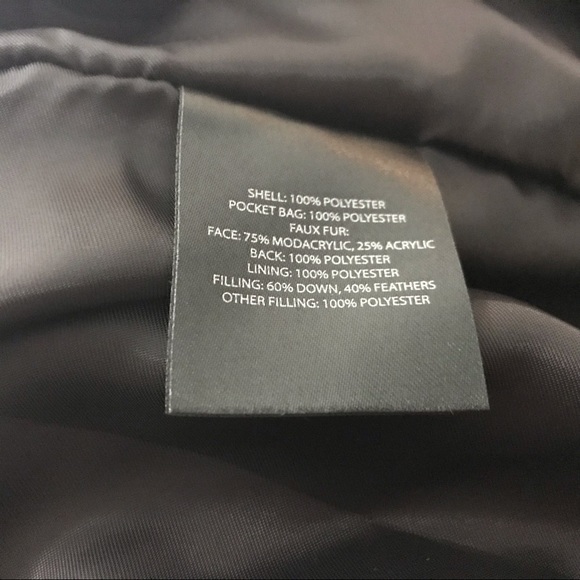 SHELL: 100% POLYESTER
POCKET BAG: 100% POLYESTER
FAUX FUR:
FACE: 75% MODACRYLIC, 25% ACRYLIC
BACK: 100% POLYESTER
LINING: 100% POLYESTER
FILLING: 60% DOWN, 40% FEATHERS
OTHER FILLING: 100% POLYESTER